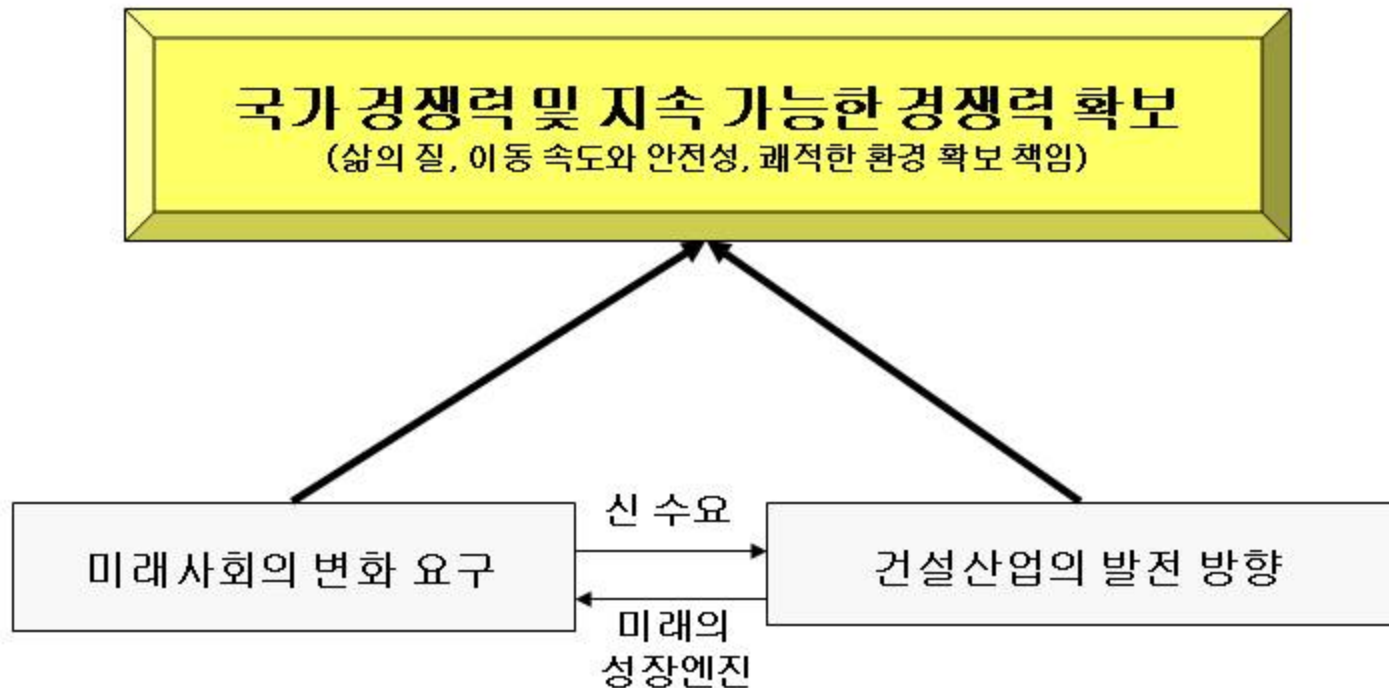 국가 경쟁력 및 지속 가능한 경쟁력 확보
(삶의 질, 이동 속도와 안전성, 쾌적한 환경 확보 책임)
신 수요
미래사회의 변화 요구
건설산업의 발전 방향
미래의
성장엔진